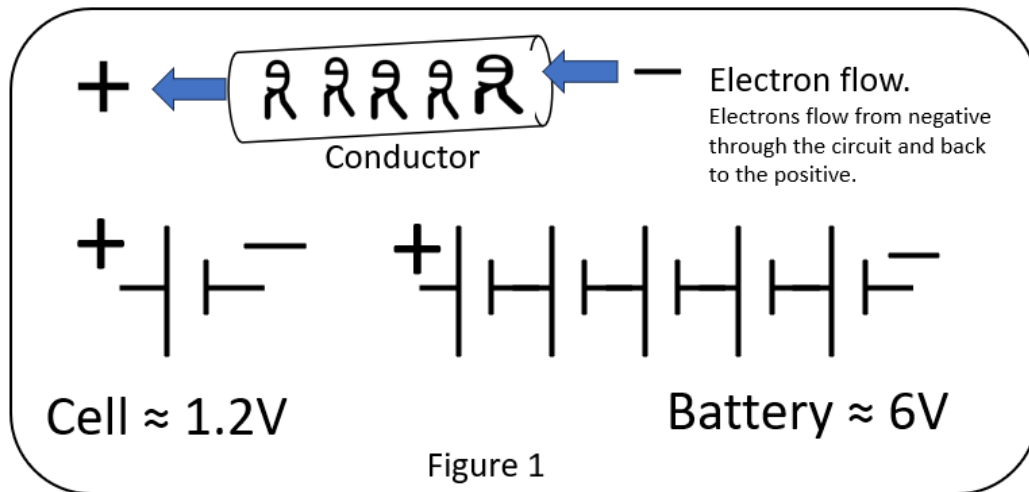 +
−
Electron flow.
Electrons flow from negative
through the circuit and back
to the positive.
Conductor
+ −
+ −
Cell ≈ 1.2V
Battery ≈ 6V
Figure 1